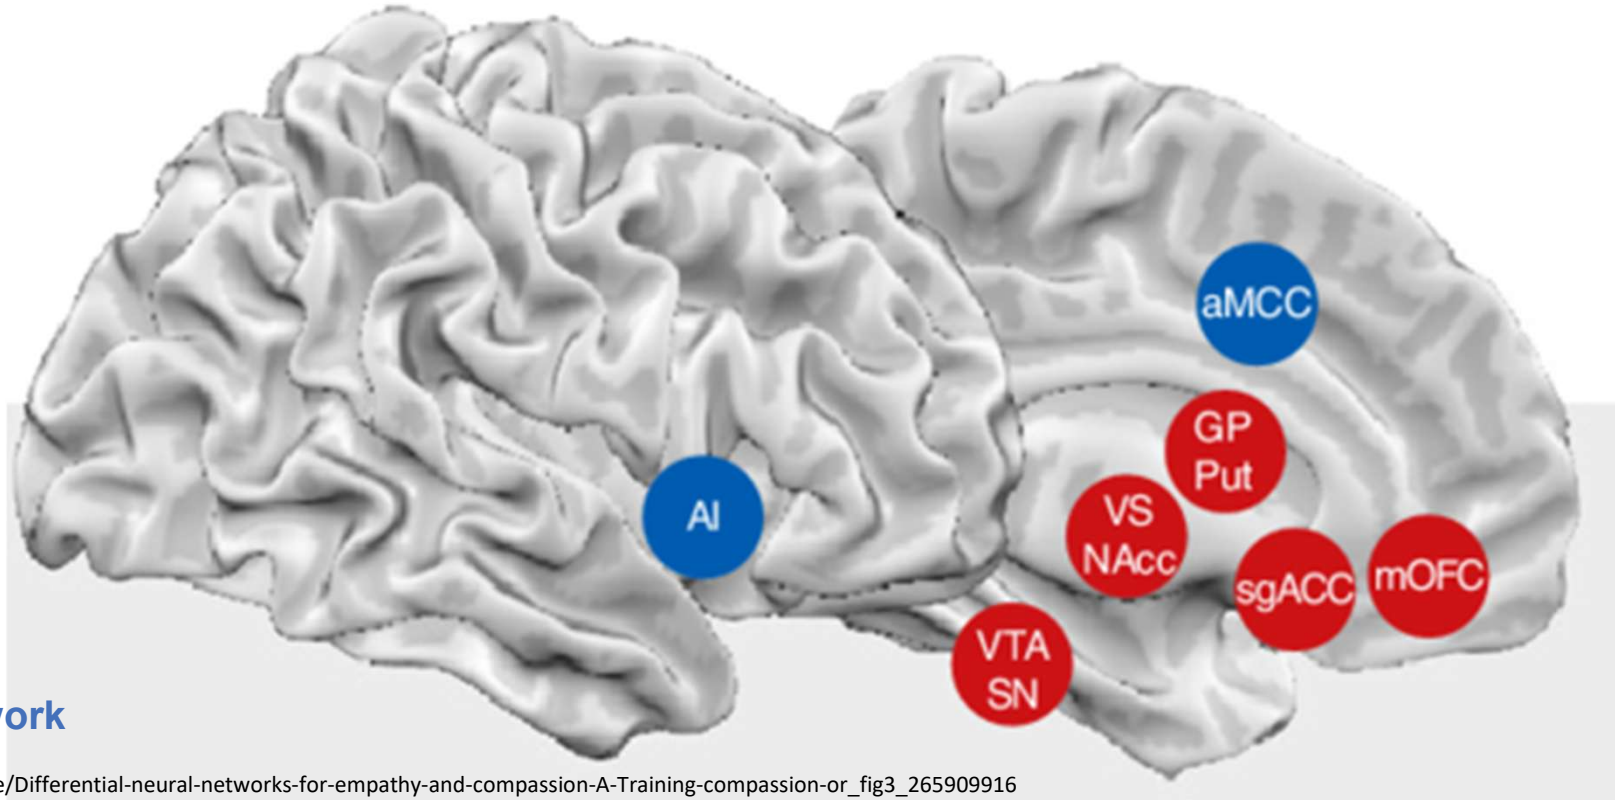 aMCC
GP
Put
VS
NAcc
AI
sgACC
mOFC
VTA
SN
e/Differential-neural-networks-for-empathy-and-compassion-A-Training-compassion-or_fig3_265909916